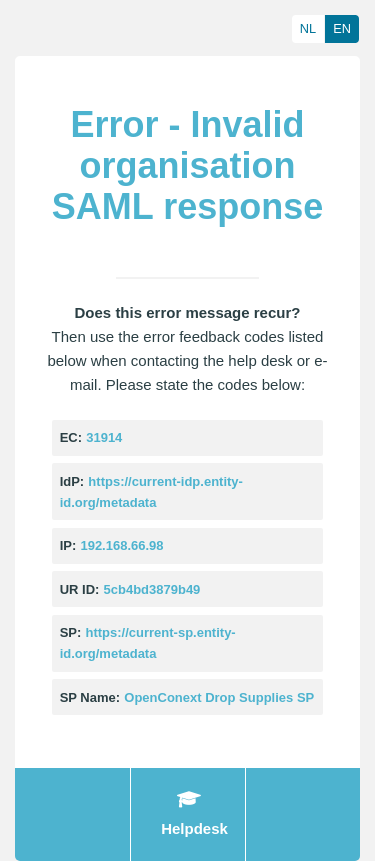 NL EN
Error - Invalid
organisation
SAML response
Does this error message recur?
Then use the error feedback codes listed
below when contacting the help desk or e-
mail. Please state the codes below:
EC: 31914
IdP: https://current-idp.entity-
id.org/metadata
IP: 192.168.66.98
UR ID: 5cb4bd3879b49
SP: https://current-sp.entity-
id.org/metadata
SP Name: OpenConext Drop Supplies SP
Helpdesk